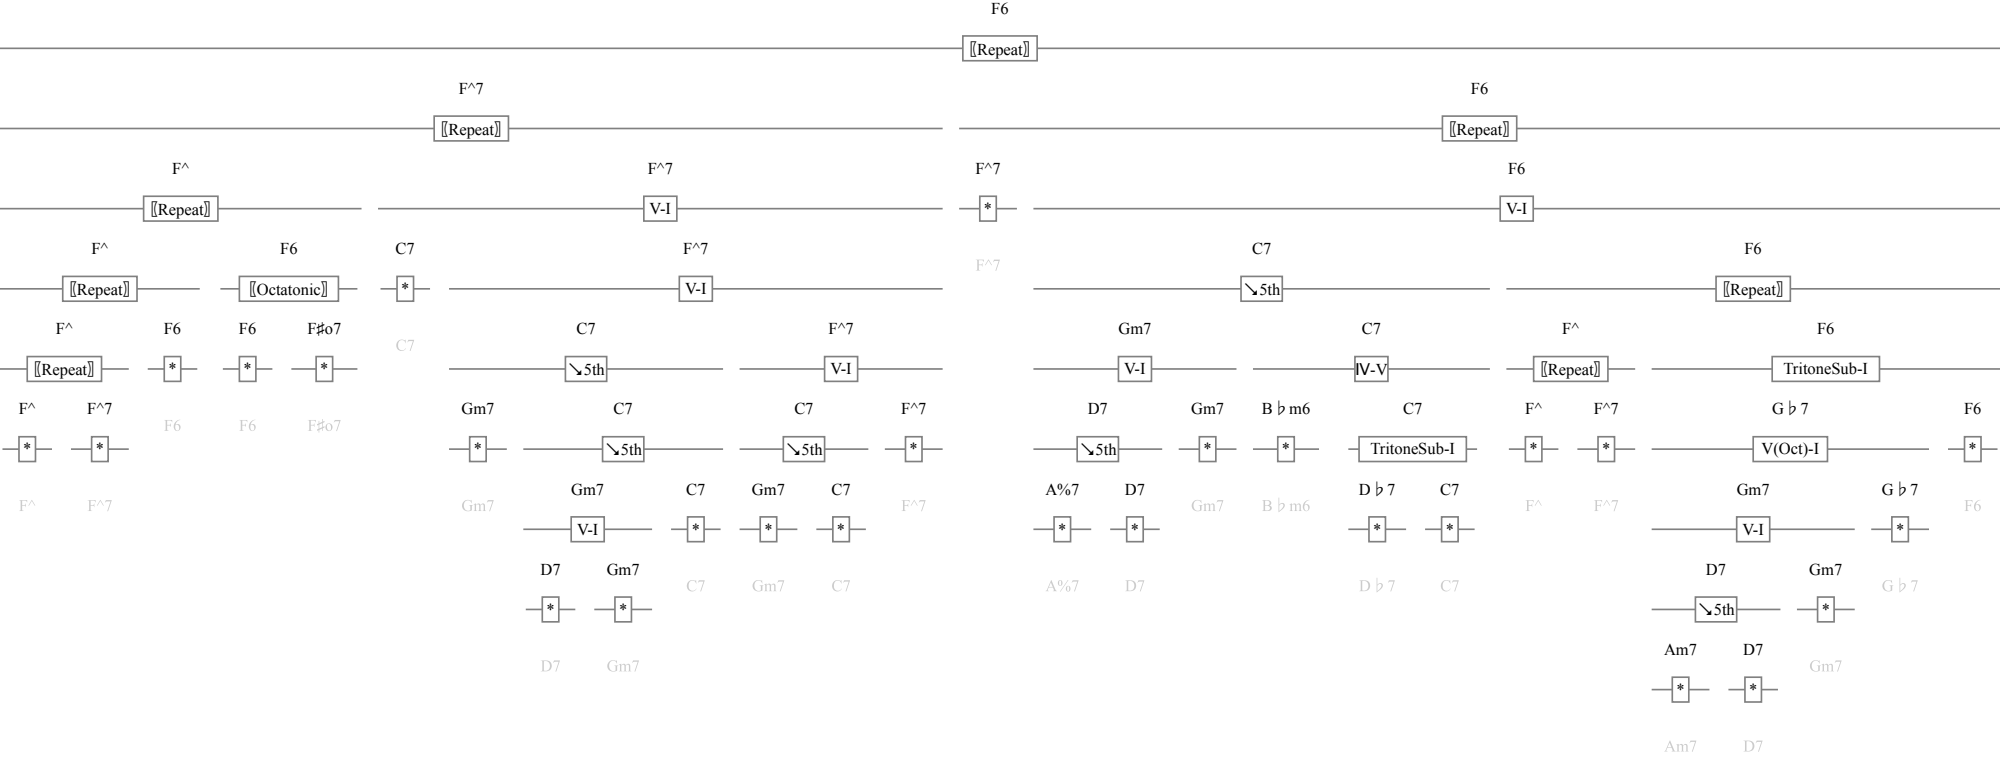 F6
〖Repeat〗
F^7 F6
〖Repeat〗 〖Repeat〗
F^ F^7 F^7 F6
〖Repeat〗 V-I * V-I
F^ F6 C7 F^7 F^7 C7 F6
〖Repeat〗 〖Octatonic〗 * V-I ↘5th 〖Repeat〗
F^ F6 F6 F♯o7 C7 C7 F^7 Gm7 C7 F^ F6
〖Repeat〗 * * * ↘5th V-I V-I Ⅳ-Ⅴ 〖Repeat〗 TritoneSub-I
F^ F^7 F6 F6 F♯o7 Gm7 C7 C7 F^7 D7 Gm7 B♭m6 C7 F^ F^7 G♭7 F6
* * * ↘5th ↘5th * ↘5th * * TritoneSub-I * * V(Oct)-I *
F^ F^7 Gm7 Gm7 C7 Gm7 C7 F^7 A%7 D7 Gm7 B♭m6 D♭7 C7 F^ F^7 Gm7 G♭7 F6
V-I * * * * * * * V-I *
D7 Gm7 C7 Gm7 C7 A%7 D7 D♭7 C7 D7 Gm7 G♭7
* * ↘5th *
D7 Gm7 Am7 D7 Gm7
* *
Am7 D7